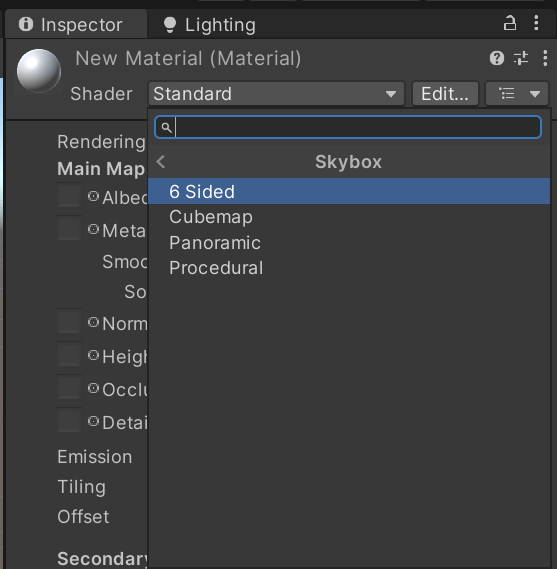 Inspector
Lighting
New Material (Material)
Shader
Standard
Edit...
Skybox
6 Sided
Cubemap
Panoramic
Procedural
Rendering
Main Map
Albed
Meta
Smoo
So
Norm
Heigh
Occlu
Detai
Emission
Tiling
Offset
Secondary